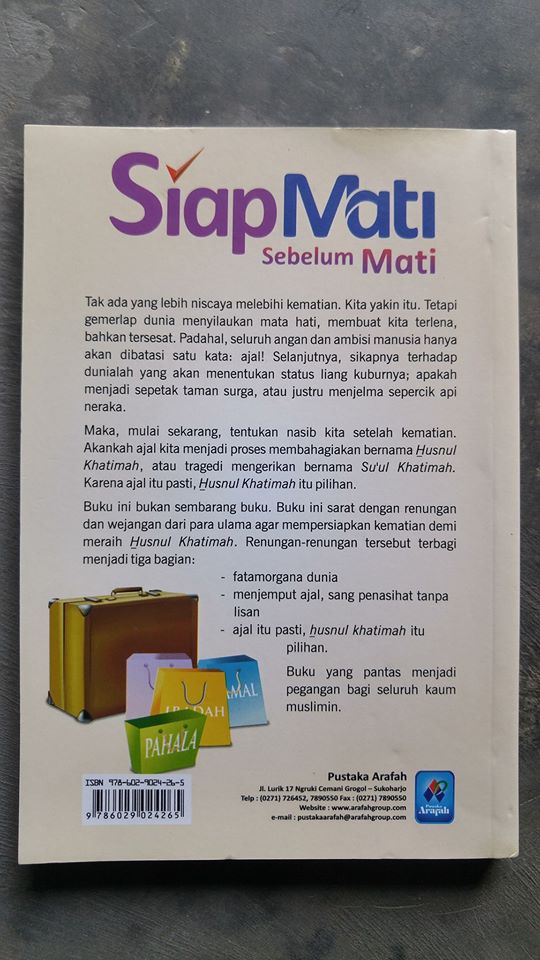 Siap Mati
Sebelum Mati
Tak ada yang lebih niscaya melebihi kematian. Kita yakin itu. Tetapi
gemerlap dunia menyilaukan mata hati, membuat kita terlena,
bahkan tersesat. Padahal, seluruh angan dan ambisi manusia hanya
akan dibatasi satu kata: ajal! Selanjutnya, sikapnya terhadap
dunialah yang akan menentukan status liang kuburnya; apakah
menjadi sepetak taman surga, atau justru menjelma sepercik api
neraka.
Maka, mulai sekarang, tentukan nasib kita setelah kematian.
Akankah ajal kita menjadi proses membahagiakan bernama H̲usnul
Khatimah, atau tragedi mengerikan bernama Su'ul Khatimah.
Karena ajal itu pasti, H̲usnul Khatimah itu pilihan.
Buku ini bukan sembarang buku. Buku ini sarat dengan renungan
dan wejangan dari para ulama agar mempersiapkan kematian demi
meraih H̲usnul Khatimah. Renungan-renungan tersebut terbagi
menjadi tiga bagian:
- fatamorgana dunia
- menjemput ajal, sang penasihat tanpa
lisan
- ajal itu pasti, h̲usnul khatimah itu
pilihan.
Buku yang pantas menjadi
pegangan bagi seluruh kaum
muslimin.
AMAL
IBADAH
PAHALA
ISBN 978-602-9024-26-5
9 786029 024265
Pustaka Arafah
Jl. Lurik 17 Ngruki Cemani Grogol – Sukoharjo
Telp : (0271) 726452, 7890550 Fax : (0271) 7890550
Website : www.arafahgroup.com
e-mail : pustakaarafah@arafahgroup.com
Pustaka
Arafah